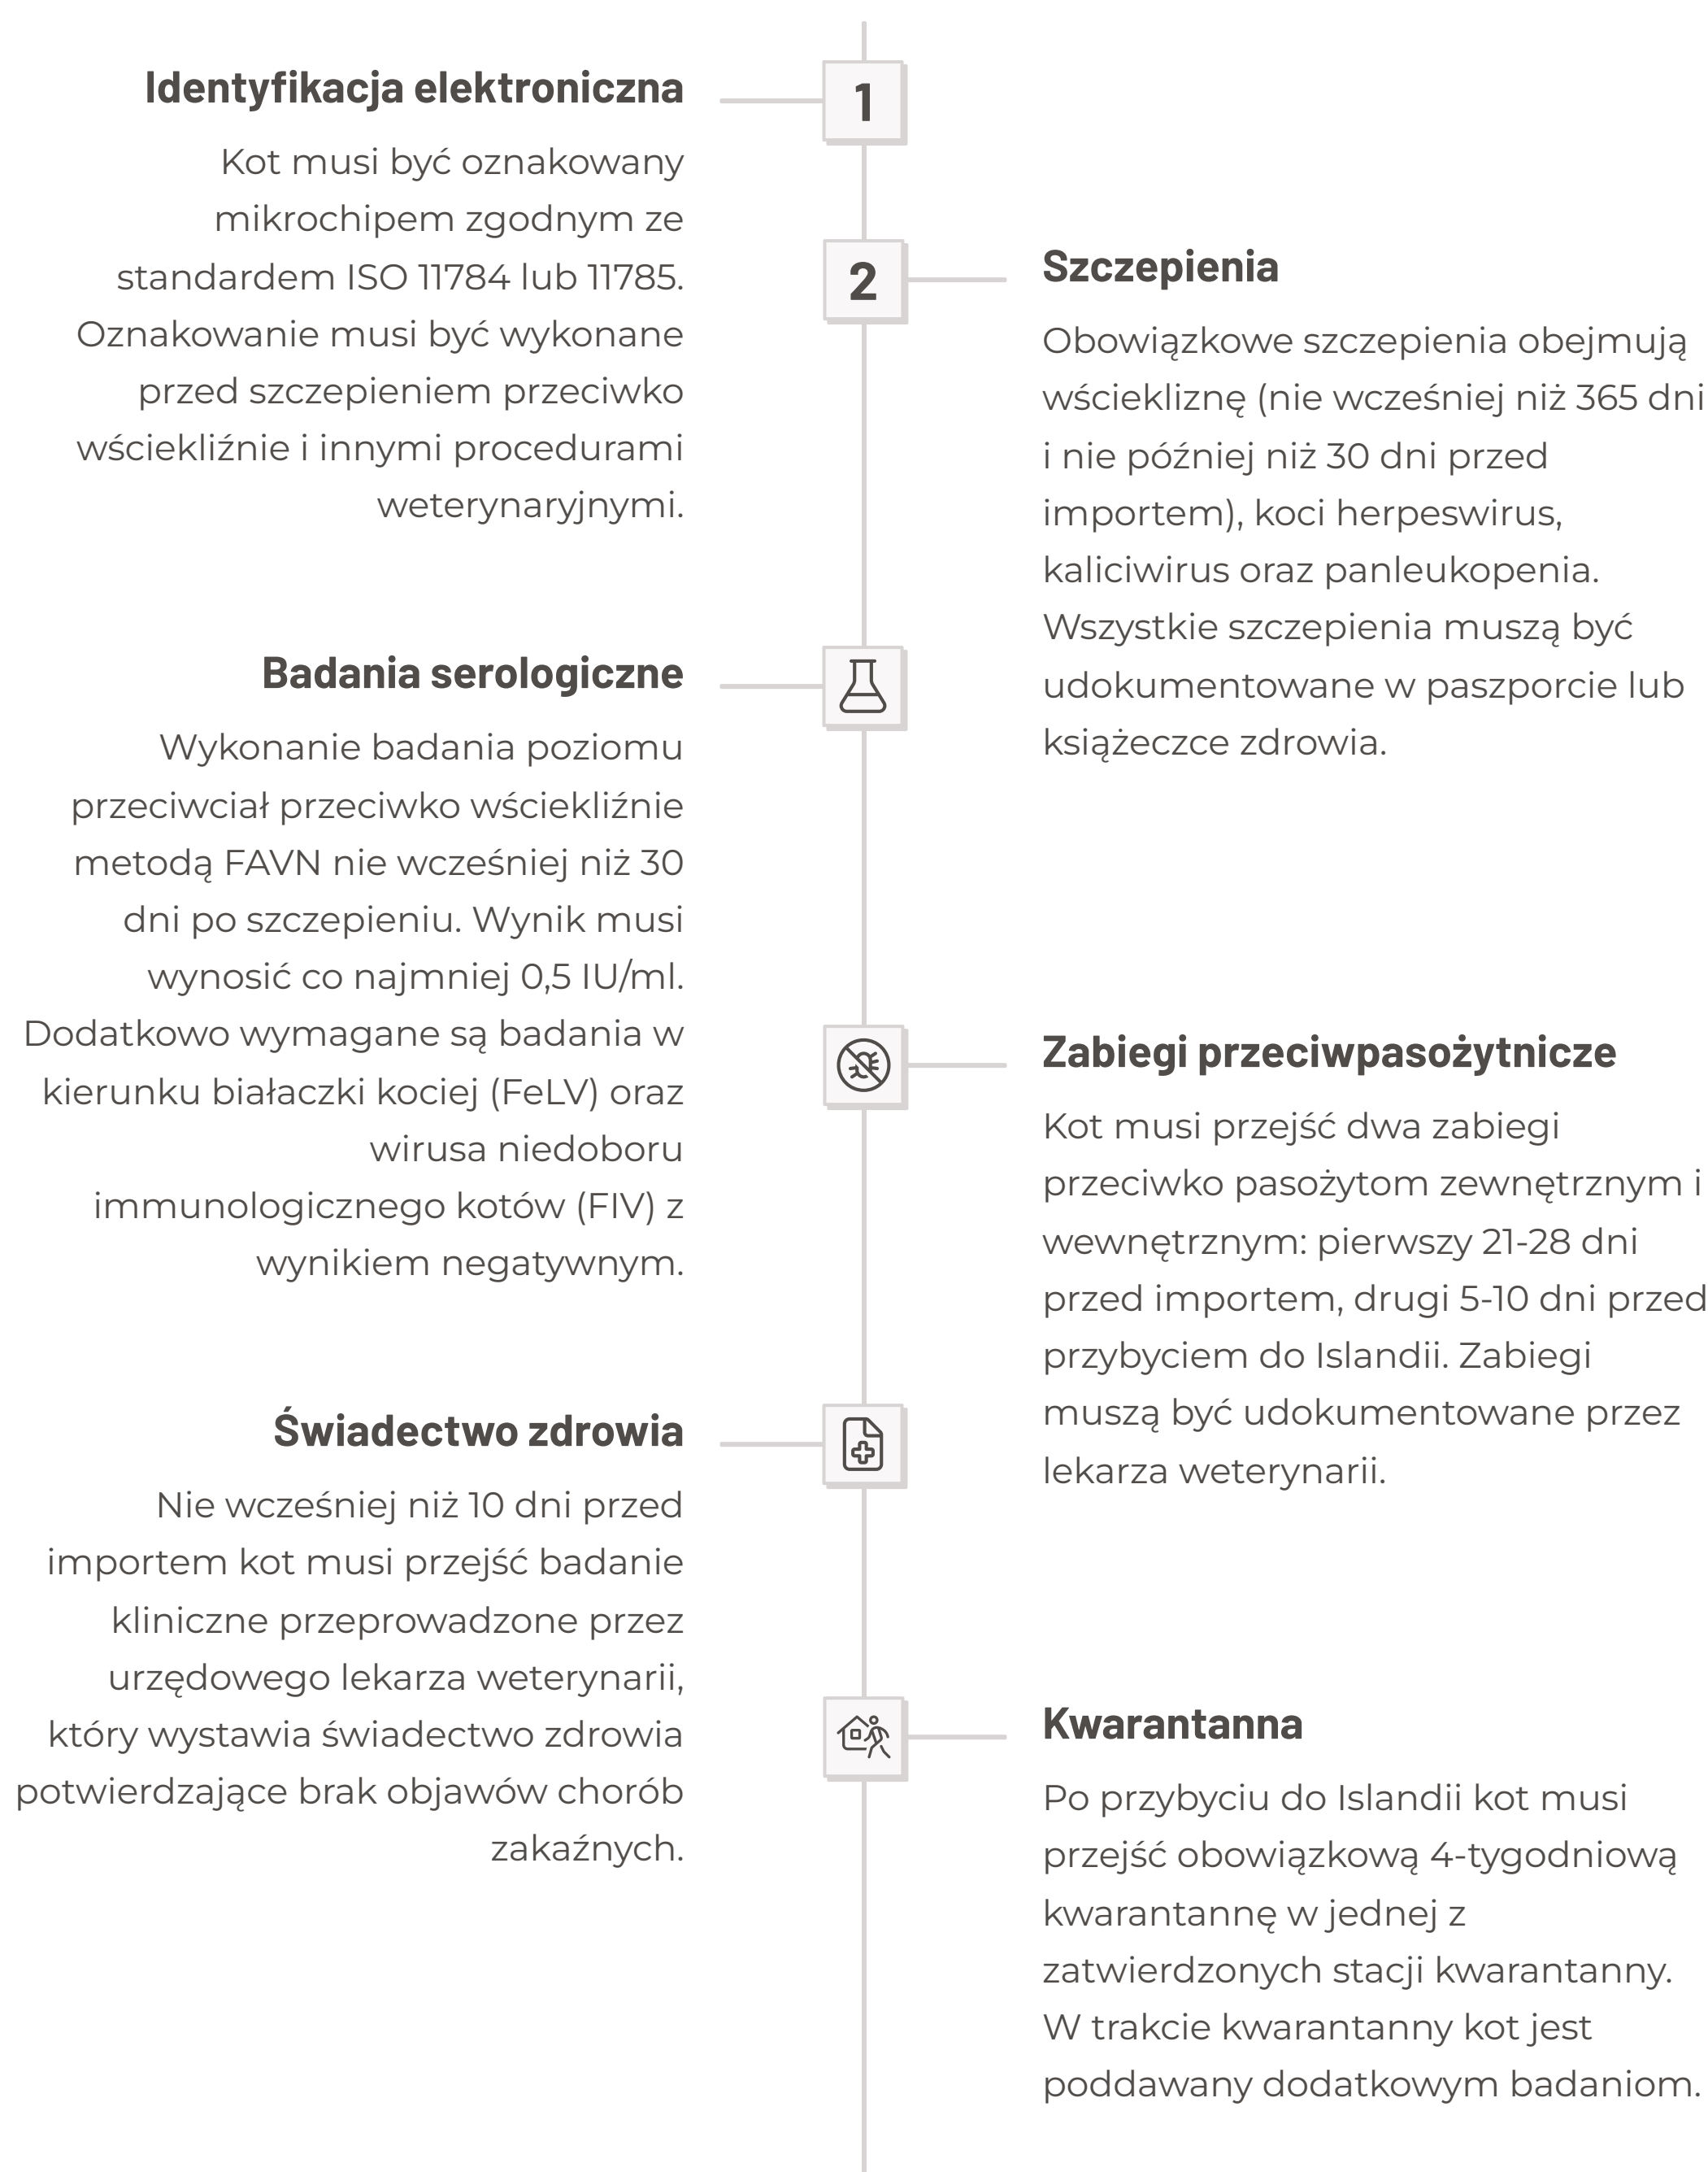 Identyfikacja elektroniczna
Kot musi być oznakowany
mikrochipem zgodnym ze
standardem ISO 11784 lub 11785.
Oznakowanie musi być wykonane
przed szczepieniem przeciwko
wściekliźnie i innymi procedurami
weterynaryjnymi.
1
2
Szczepienia
Obowiązkowe szczepienia obejmują
wściekliznę (nie wcześniej niż 365 dni
i nie później niż 30 dni przed
importem), koci herpeswirus,
kaliciwirus oraz panleukopenia.
Wszystkie szczepienia muszą być
udokumentowane w paszporcie lub
książeczce zdrowia.
Badania serologiczne
Wykonanie badania poziomu
przeciwciał przeciwko wściekliźnie
metodą FAVN nie wcześniej niż 30
dni po szczepieniu. Wynik musi
wynosić co najmniej 0,5 IU/ml.
Dodatkowo wymagane są badania w
kierunku białaczki kociej (FeLV) oraz
wirusa niedoboru
immunologicznego kotów (FIV) z
wynikiem negatywnym.
Zabiegi przeciwpasożytnicze
Kot musi przejść dwa zabiegi
przeciwko pasożytom zewnętrznym i
wewnętrznym: pierwszy 21-28 dni
przed importem, drugi 5-10 dni przed
przybyciem do Islandii. Zabiegi
muszą być udokumentowane przez
lekarza weterynarii.
Świadectwo zdrowia
Nie wcześniej niż 10 dni przed
importem kot musi przejść badanie
kliniczne przeprowadzone przez
urzędowego lekarza weterynarii,
który wystawia świadectwo zdrowia
potwierdzające brak objawów chorób
zakaźnych.
Kwarantanna
Po przybyciu do Islandii kot musi
przejść obowiązkową 4-tygodniową
kwarantannę w jednej z
zatwierdzonych stacji kwarantanny.
W trakcie kwarantanny kot jest
poddawany dodatkowym badaniom.